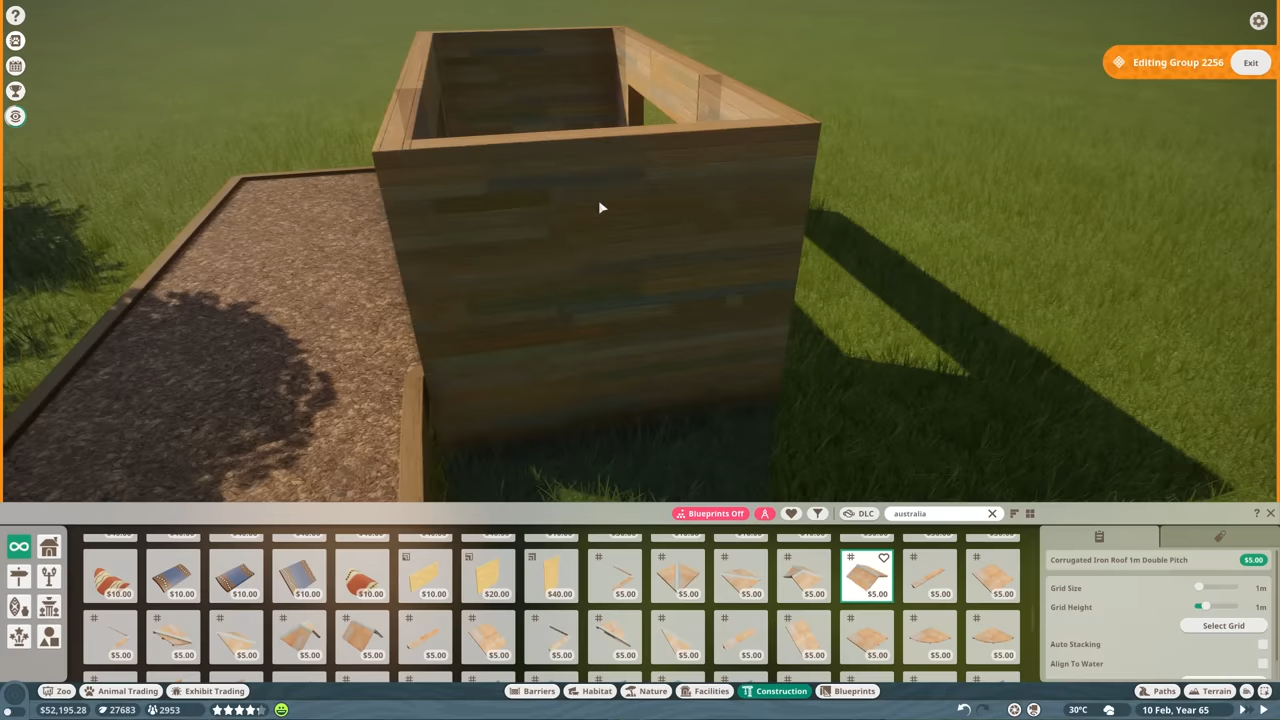 ?
Editing Group 2256 Exit
Blueprints Off A DLC australia ? 
$10.00 $10.00 $10.00 $10.00 $10.00 $10.00 $20.00 $40.00 $5.00 $5.00 $5.00 $5.00 $5.00 $5.00 $5.00
$5.00 $5.00 $5.00 $5.00 $5.00 $5.00 $5.00 $5.00 $5.00 $5.00 $5.00 $5.00 $5.00 $5.00 $5.00
Corrugated Iron Roof 1m Double Pitch $5.00
Grid Size 1m
Grid Height 1m
Select Grid
Auto Stacking
Align To Water
Zoo Animal Trading Exhibit Trading Barriers Habitat Nature Facilities Construction Blueprints Paths Terrain
$52,195.28 27683 2953 30°C 10 Feb, Year 65